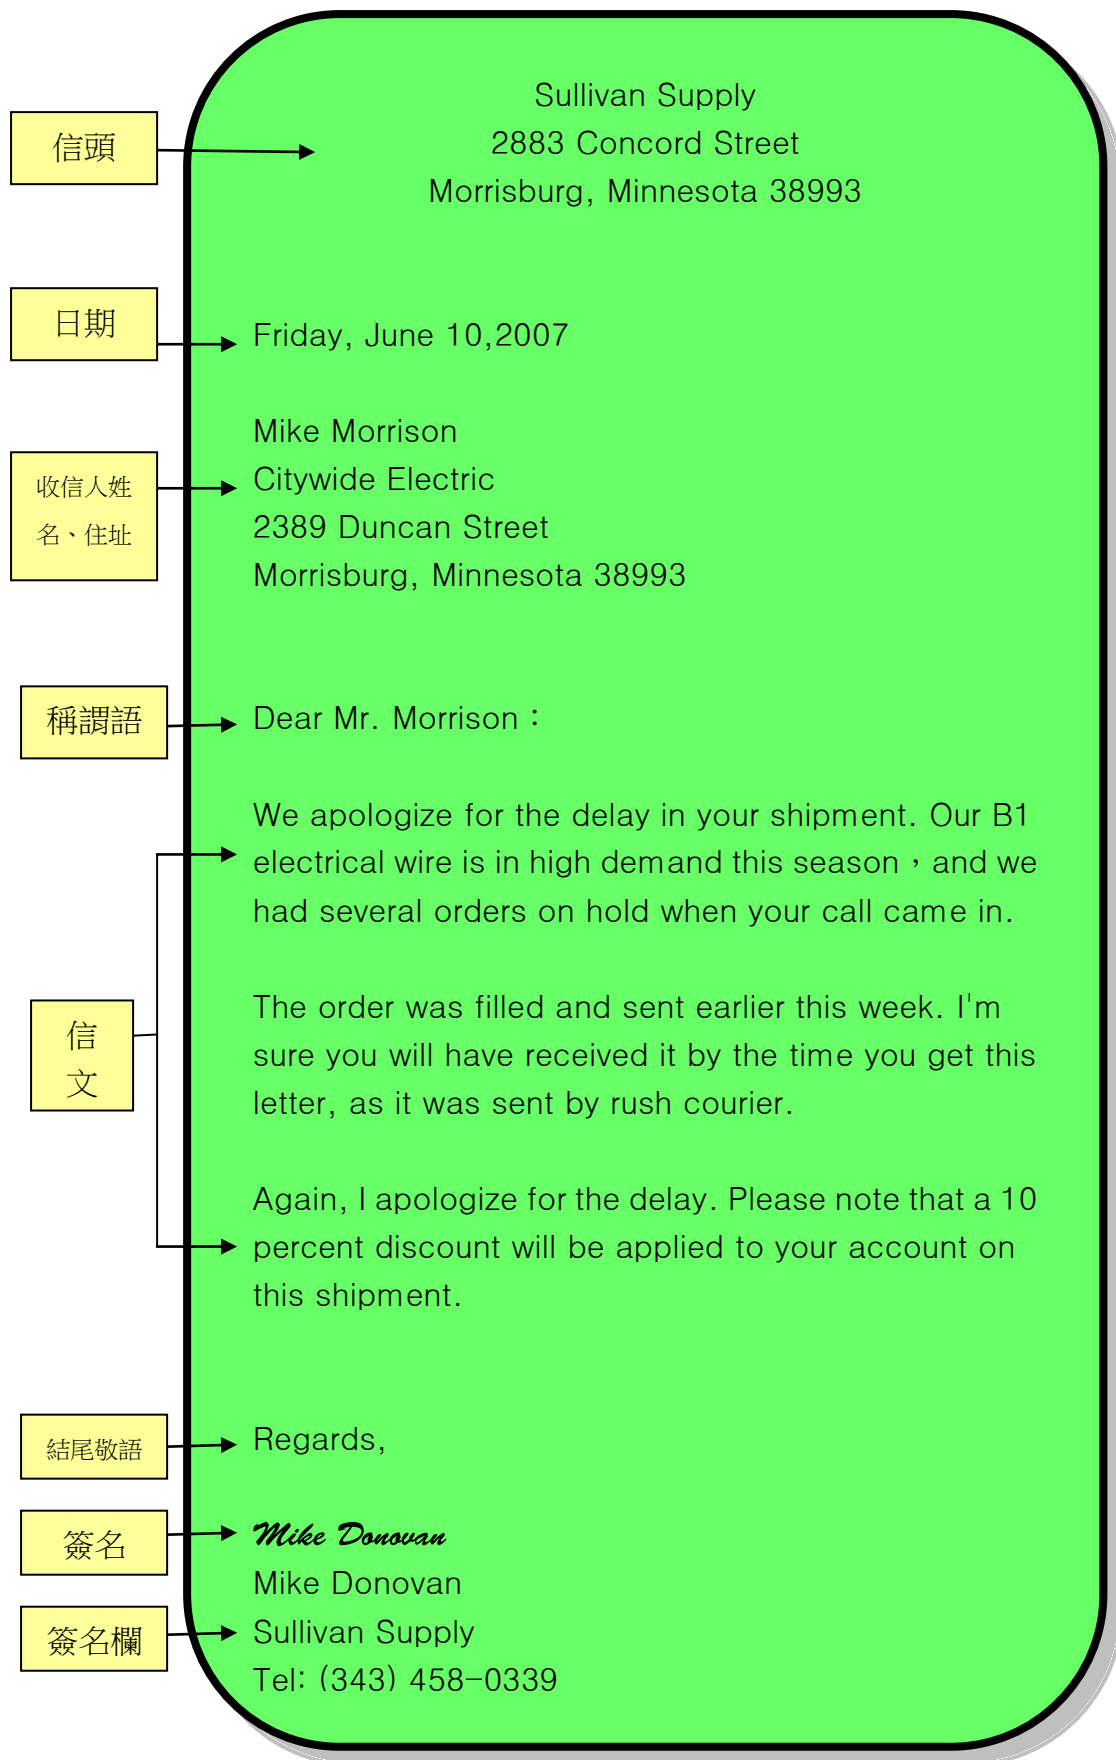 信頭
Sullivan Supply
2883 Concord Street
Morrisburg, Minnesota 38993
日期
Friday, June 10,2007
收信人姓
名、住址
Mike Morrison
Citywide Electric
2389 Duncan Street
Morrisburg, Minnesota 38993
稱謂語
Dear Mr. Morrison：
信
文
We apologize for the delay in your shipment. Our B1
electrical wire is in high demand this season，and we
had several orders on hold when your call came in.
The order was filled and sent earlier this week. I'm
sure you will have received it by the time you get this
letter, as it was sent by rush courier.
Again, I apologize for the delay. Please note that a 10
percent discount will be applied to your account on
this shipment.
結尾敬語
Regards,
簽名
Mike Donovan
Mike Donovan
簽名欄
Sullivan Supply
Tel: (343) 458-0339